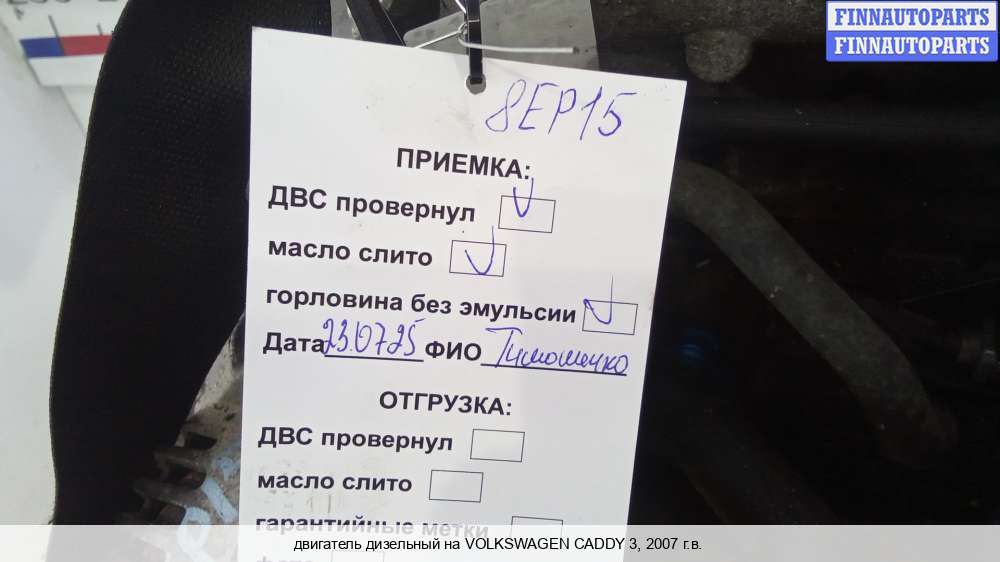 FINNAUTOPARTS
FINNAUTOPARTS
8EP15
ПРИЕМКА:
ДВС провернул
масло слито
горловина без эмульсии
Дата 23.07.25 ФИО Тимошенко
ОТГРУЗКА:
ДВС провернул
масло слито
гарантийные метки
двигатель дизельный на VOLKSWAGEN CADDY 3, 2007 г.в.